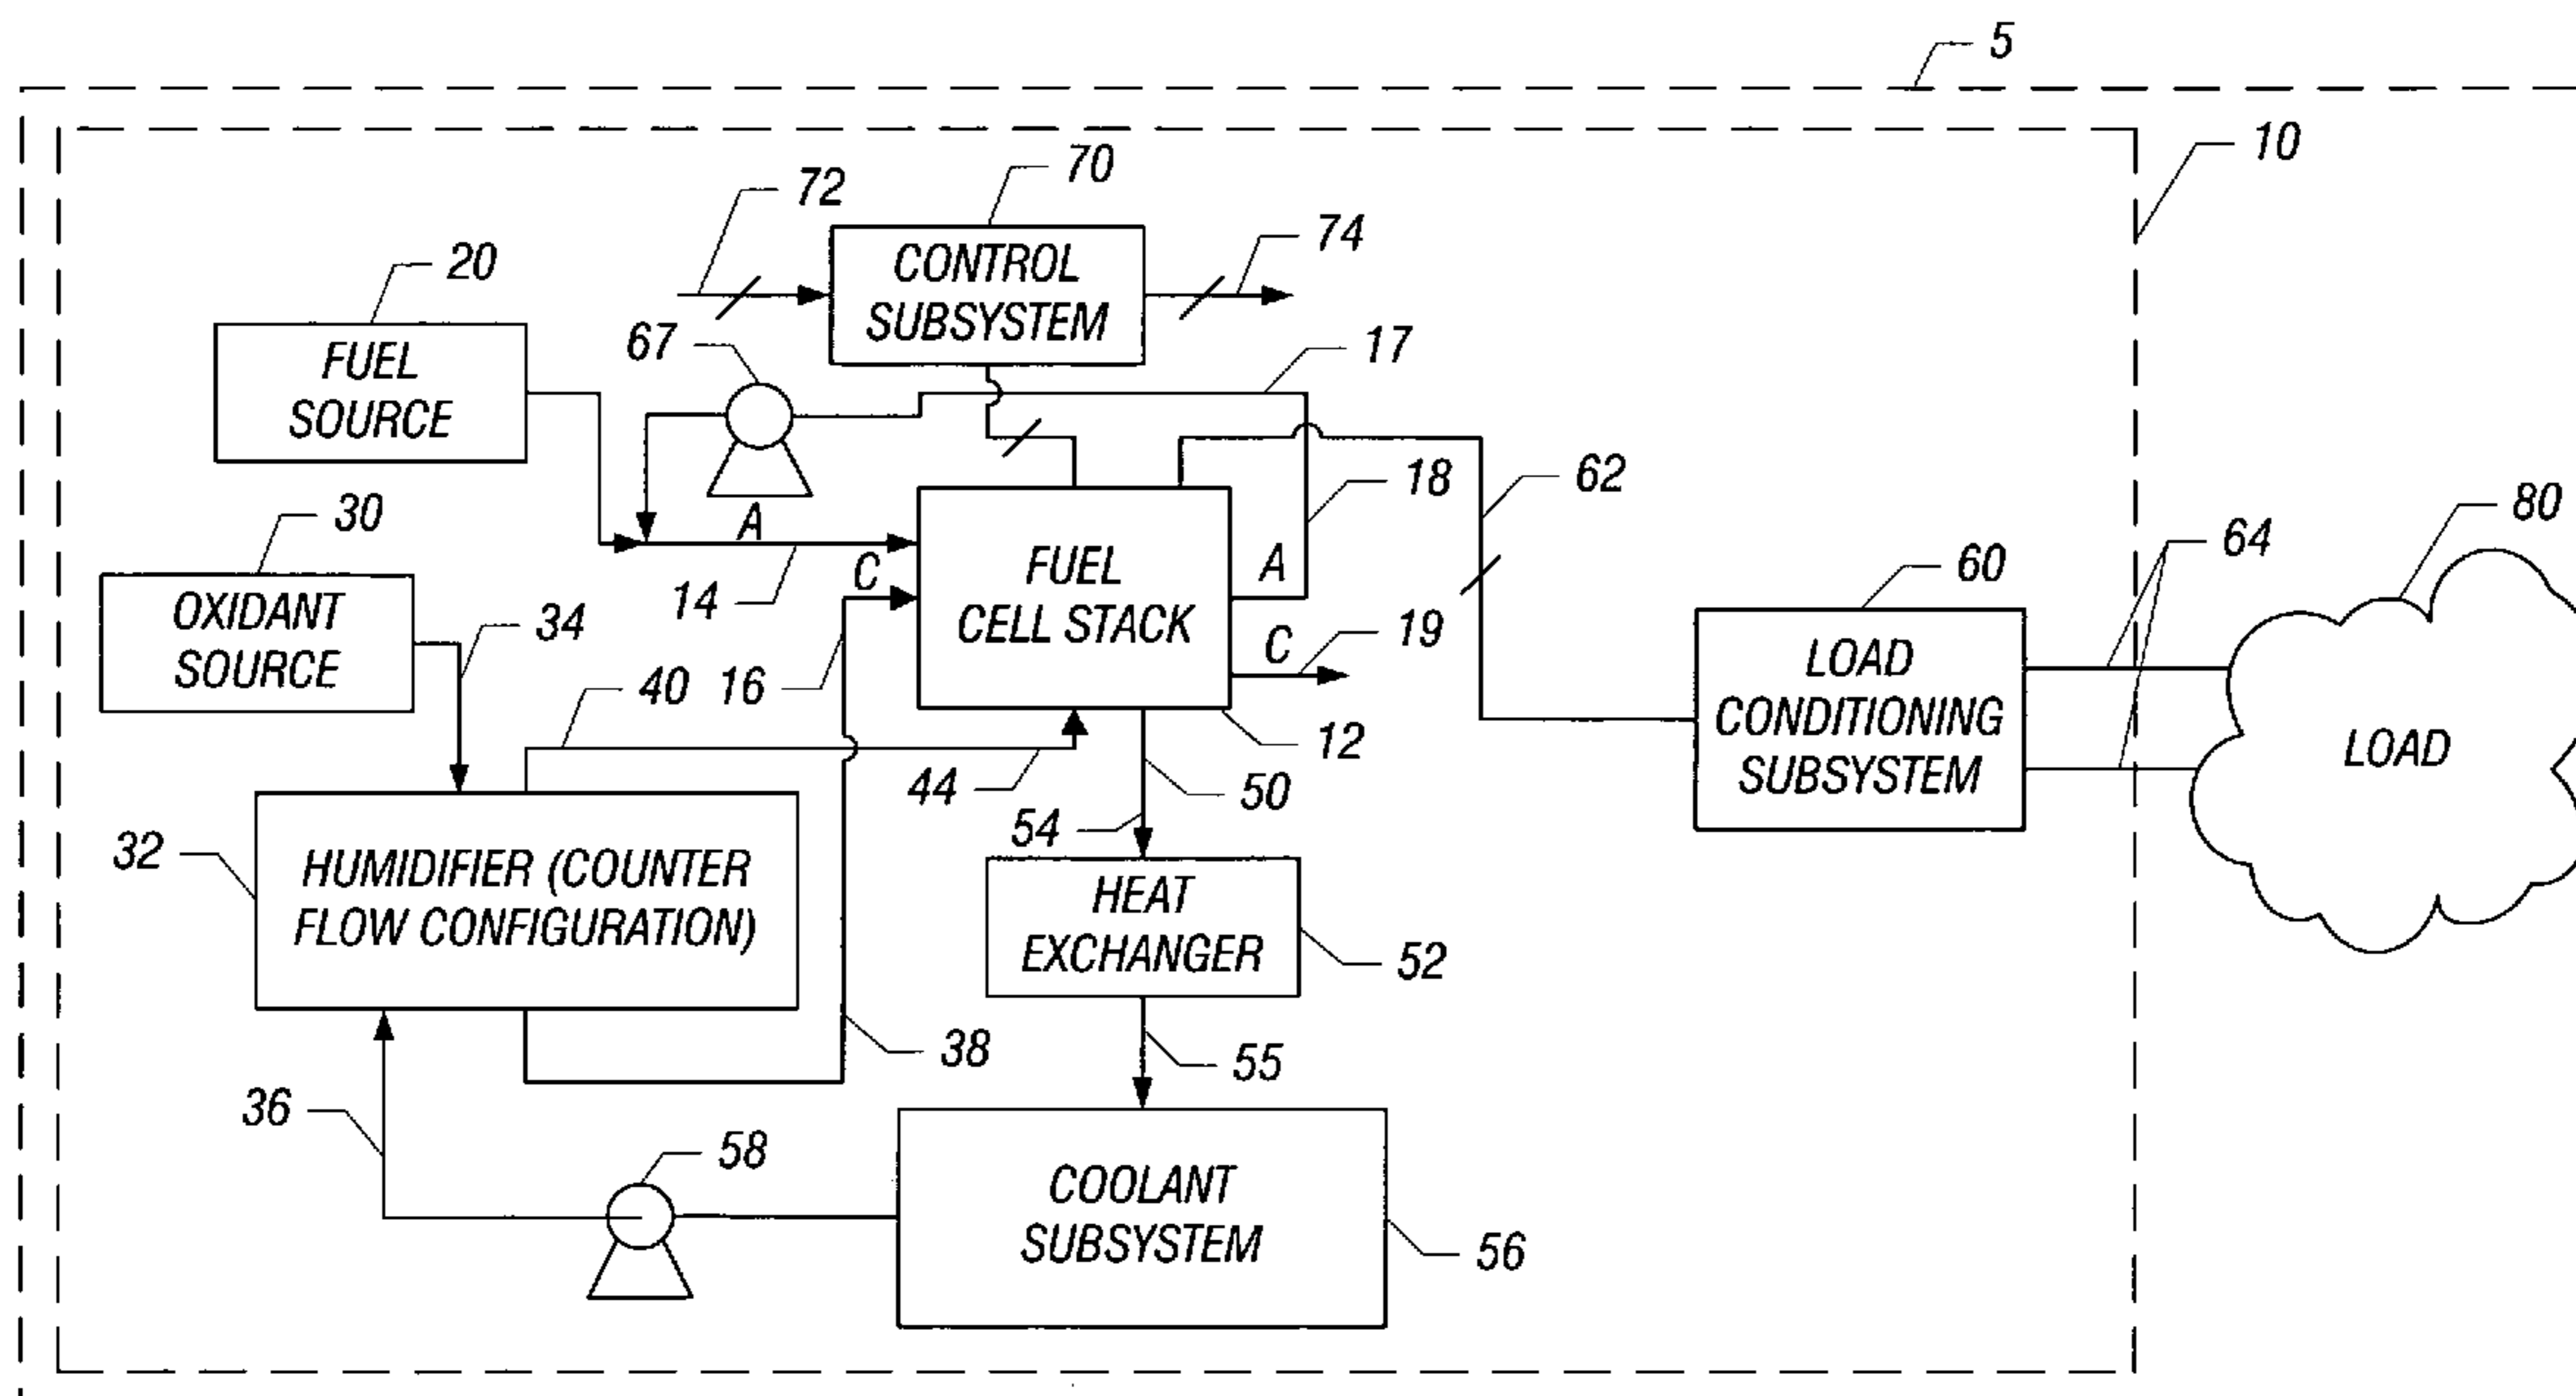 5
10
70
72
CONTROL
SUBSYSTEM
74
20
FUEL
SOURCE
67
17
A
14
C
FUEL
CELL STACK
A
18
62
C
19
12
30
OXIDANT
SOURCE
34
40
16
44
50
54
60
LOAD
CONDITIONING
SUBSYSTEM
64
80
LOAD
32
HUMIDIFIER (COUNTER
FLOW CONFIGURATION)
HEAT
EXCHANGER
52
38
55
36
58
COOLANT
SUBSYSTEM
56